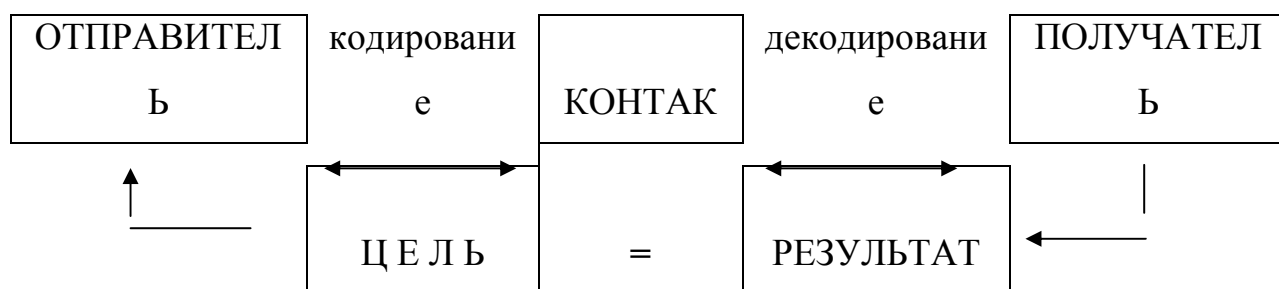 ОТПРАВИТЕЛ кодировани декодировани ПОЛУЧАТЕЛ
Ь е КОНТАК е Ь
Ц Е Л Ь = РЕЗУЛЬТАТ